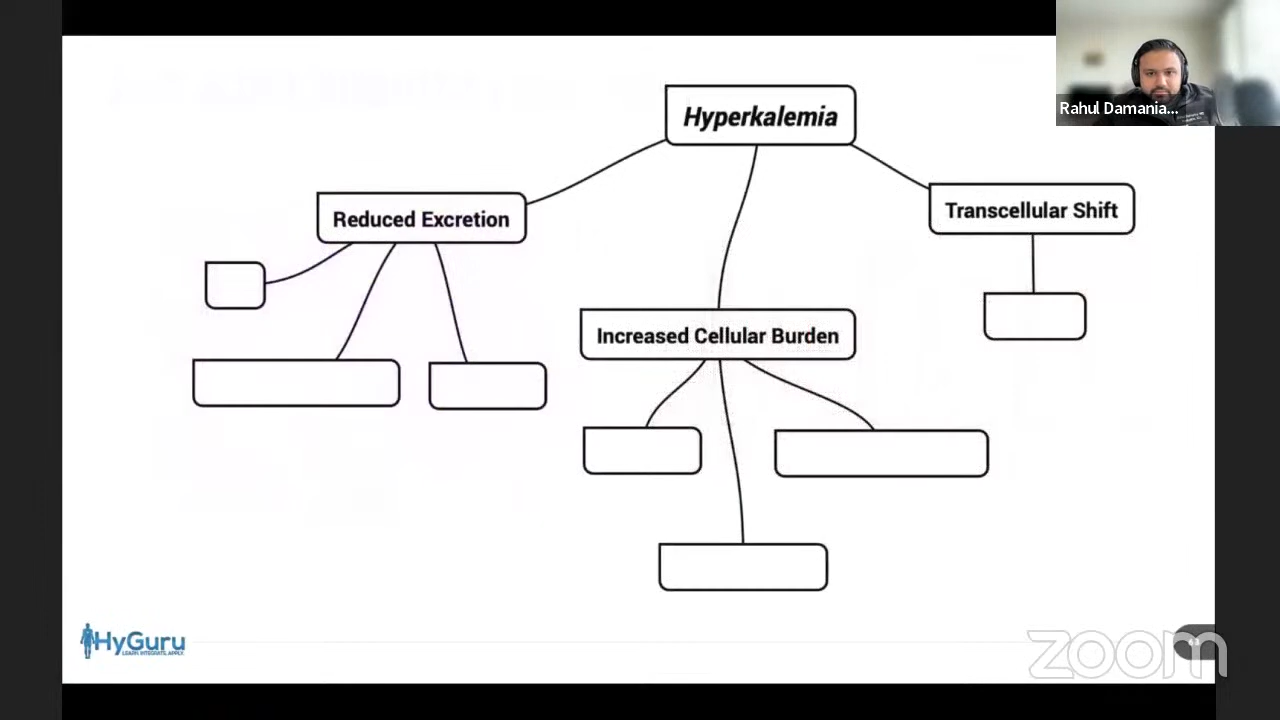 Rahul Damania...
Hyperkalemia
Reduced Excretion
Transcellular Shift
Increased Cellular Burden
HyGuru
LEARN. INTEGRATE. APPLY.
zoom